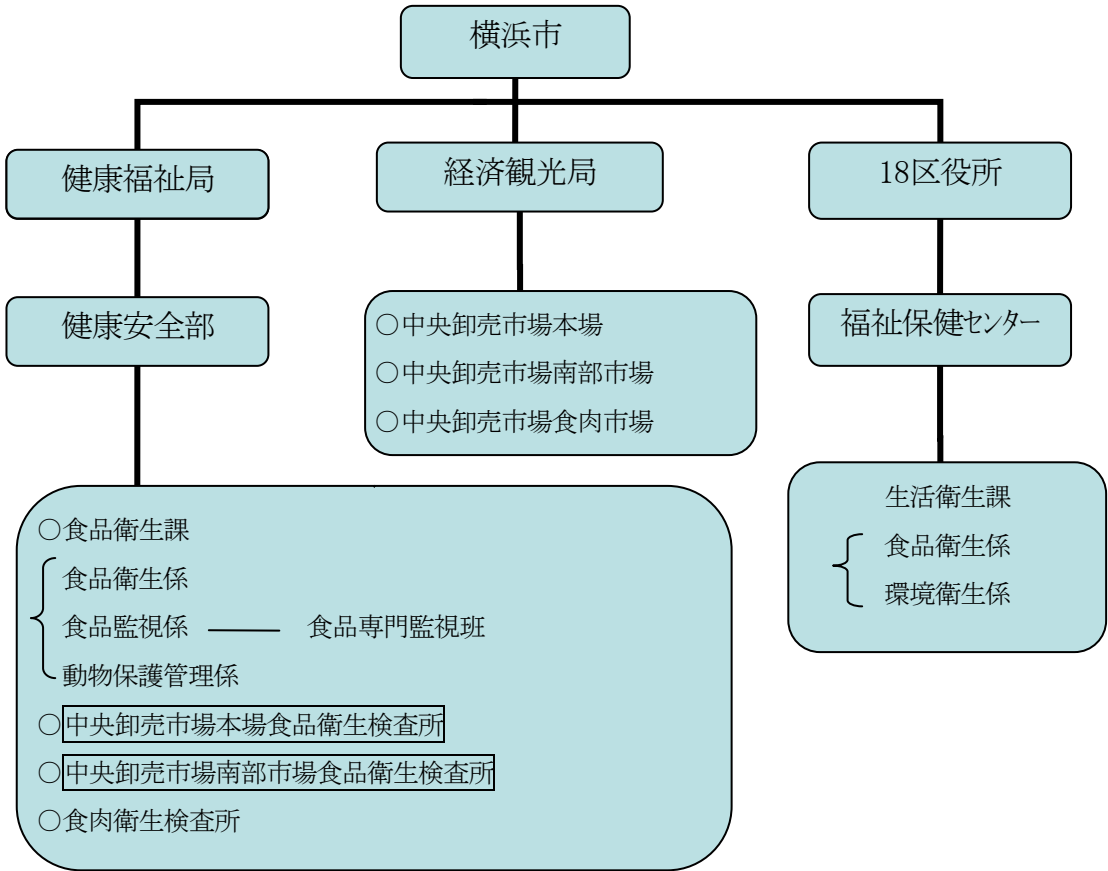 横浜市
健康福祉局
経済観光局
18区役所
健康安全部
福祉保健センター
○中央卸売市場本場
○中央卸売市場南部市場
○中央卸売市場食肉市場
○食品衛生課
食品衛生係
食品監視係 ―― 食品専門監視班
動物保護管理係
○中央卸売市場本場食品衛生検査所
○中央卸売市場南部市場食品衛生検査所
○食肉衛生検査所
生活衛生課
食品衛生係
環境衛生係